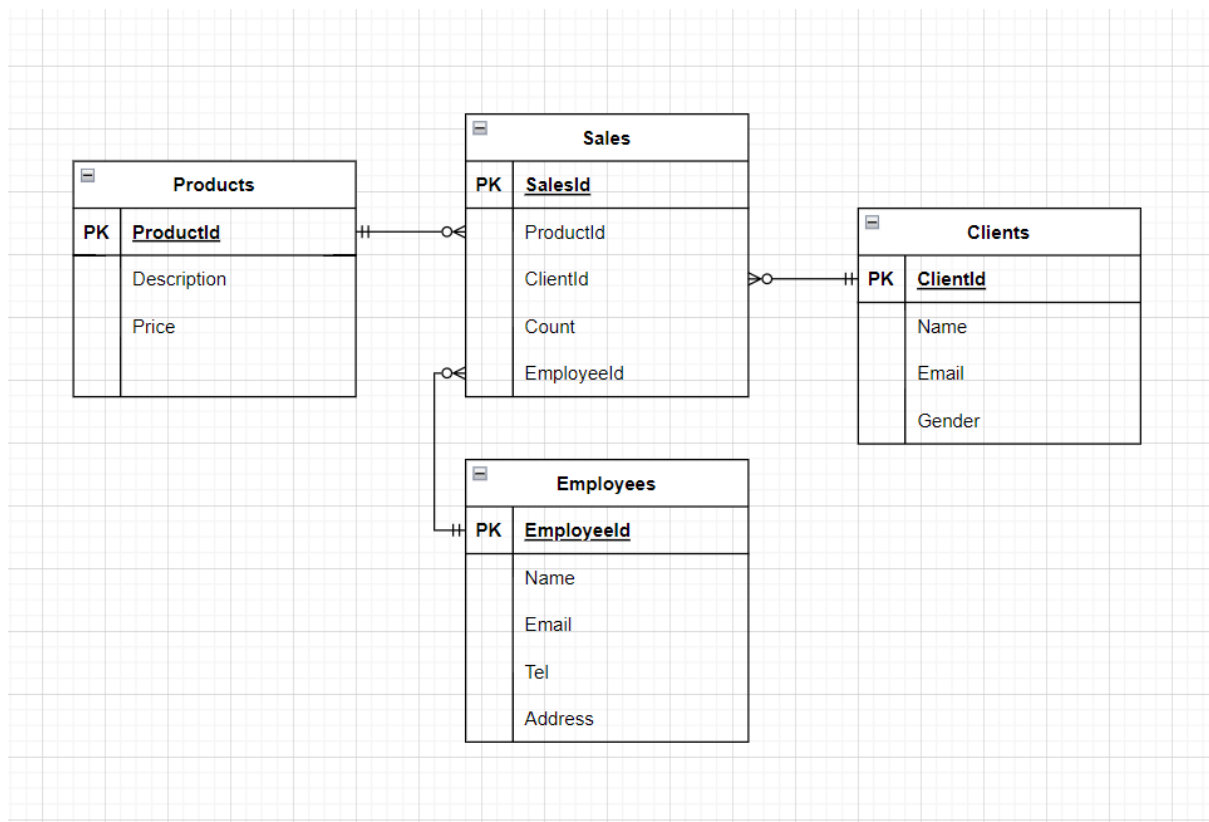 Products
PK ProductId
Description
Price
Sales
PK SalesId
ProductId
ClientId
Count
EmployeeId
Clients
PK ClientId
Name
Email
Gender
Employees
PK EmployeeId
Name
Email
Tel
Address